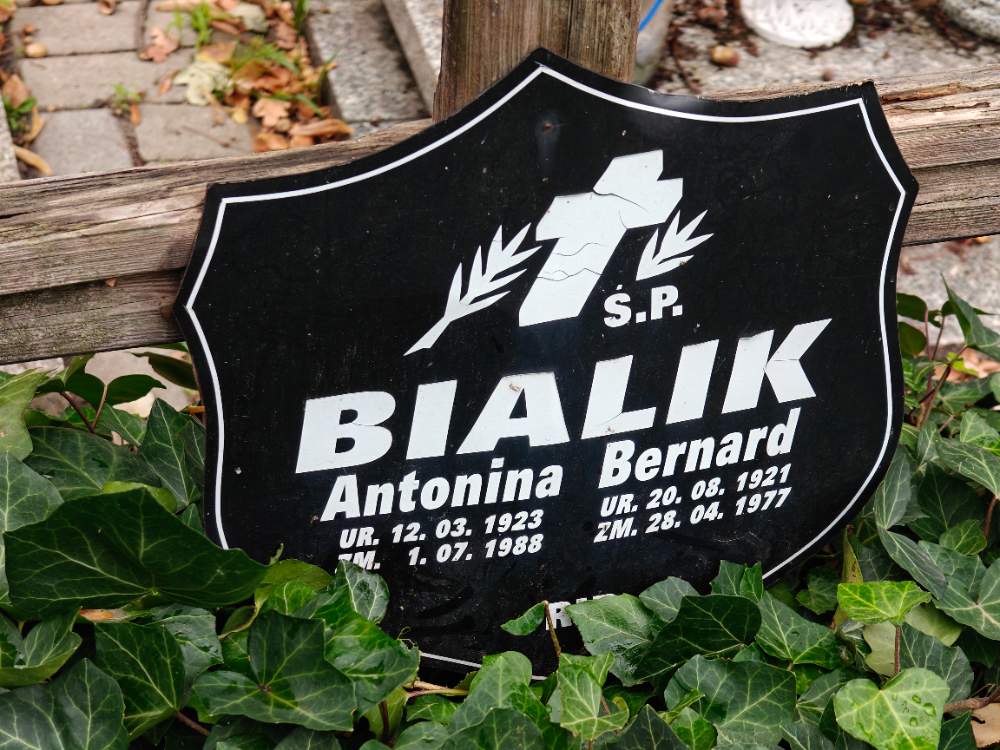 Ś.P.
BIALIK
Antonina Bernard
UR. 12. 03. 1923 UR. 20. 08. 1921
ZM. 1. 07. 1988 ZM. 28. 04. 1977